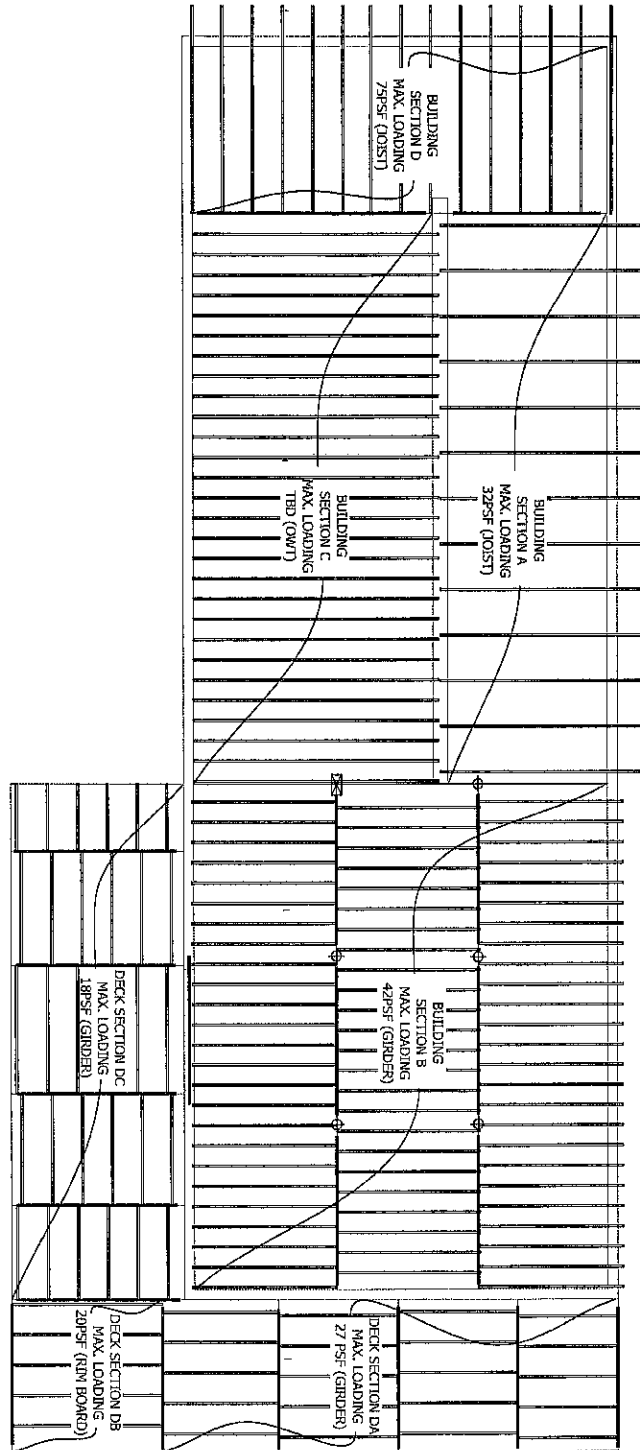 BUILDING
SECTION D
MAX. LOADING
75PSF (JOIST)
BUILDING
SECTION A
MAX. LOADING
32PSF (JOIST)
BUILDING
SECTION C
MAX. LOADING
TBD (OWT)
BUILDING
SECTION B
MAX. LOADING
42PSF (GIRDER)
DECK SECTION DC
MAX. LOADING
18PSF (GIRDER)
DECK SECTION DA
MAX. LOADING
27 PSF (GIRDER)
DECK SECTION DB
MAX. LOADING
20PSF (RIM BOARD)